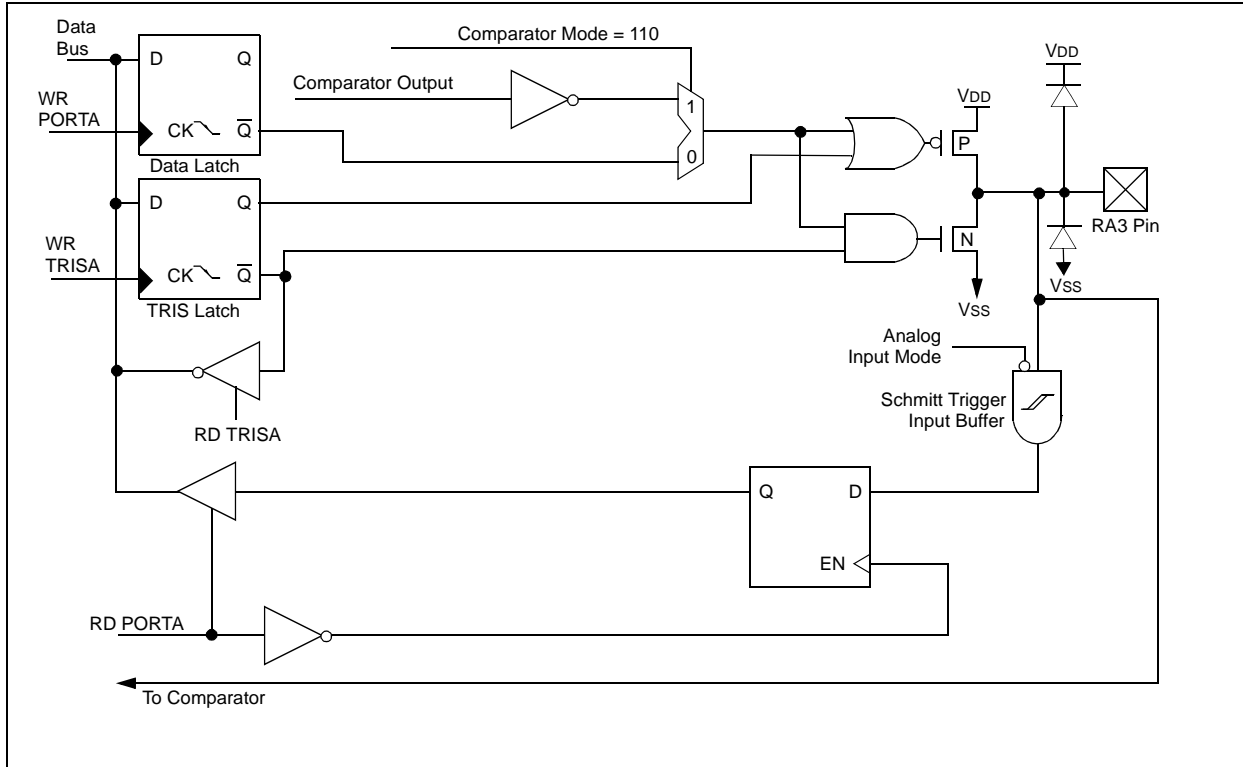 Data
Bus
D
Q
WR
PORTA
CK
Q̅
Data Latch
Comparator Mode = 110
Comparator Output
1
0
VDD
P
VDD
RA3 Pin
N
VSS
VSS
D
Q
WR
TRISA
CK
Q̅
TRIS Latch
RD TRISA
Analog
Input Mode
Schmitt Trigger
Input Buffer
Q
D
EN
RD PORTA
To Comparator